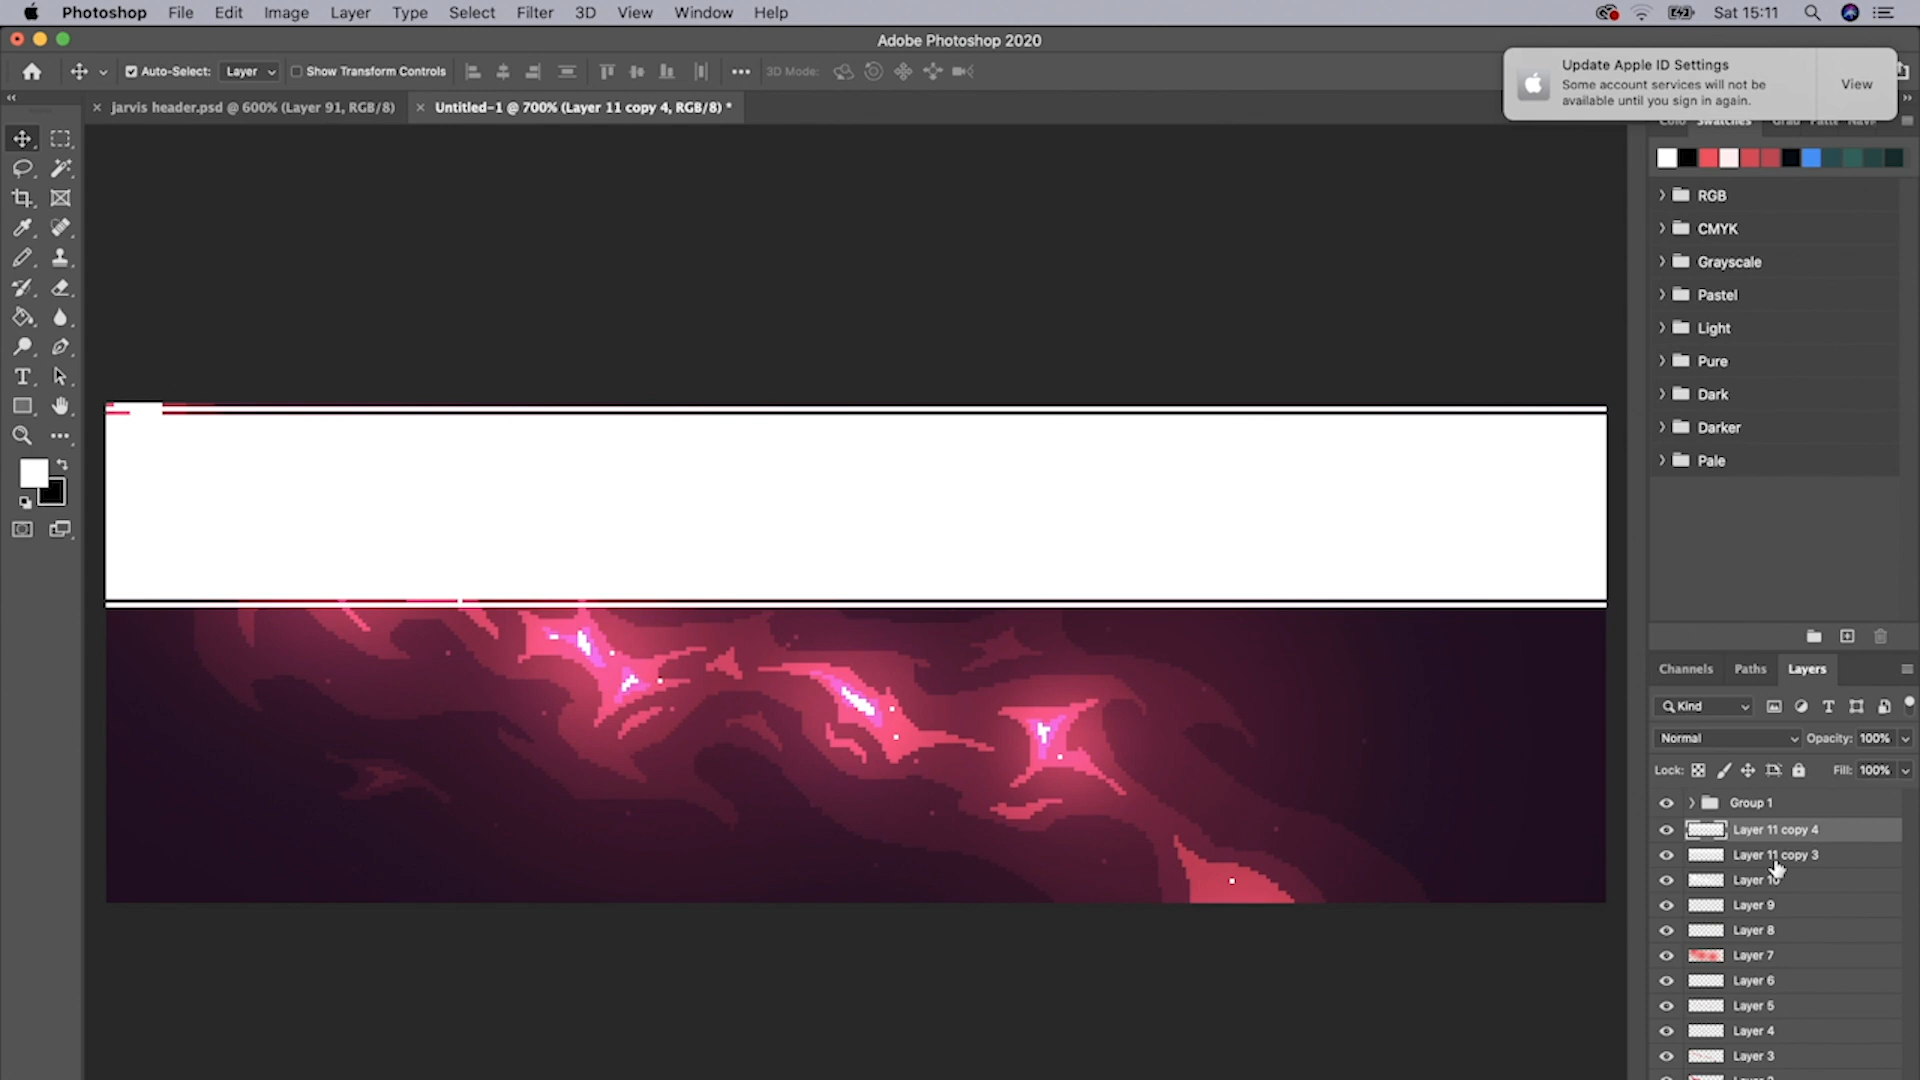 Photoshop File Edit Image Layer Type Select Filter 3D View Window Help Sat 15:11
Adobe Photoshop 2020
Auto-Select: Layer Show Transform Controls 3D Mode:
Update Apple ID Settings
Some account services will not be
available until you sign in again.
View
jarvis header.psd @ 600% (Layer 91, RGB/8)
Untitled-1 @ 700% (Layer 11 copy 4, RGB/8) *
Swatches
RGB
CMYK
Grayscale
Pastel
Light
Pure
Dark
Darker
Pale
Channels Paths Layers
Kind
Normal Opacity: 100%
Lock: Fill: 100%
Group 1
Layer 11 copy 4
Layer 11 copy 3
Layer 10
Layer 9
Layer 8
Layer 7
Layer 6
Layer 5
Layer 4
Layer 3